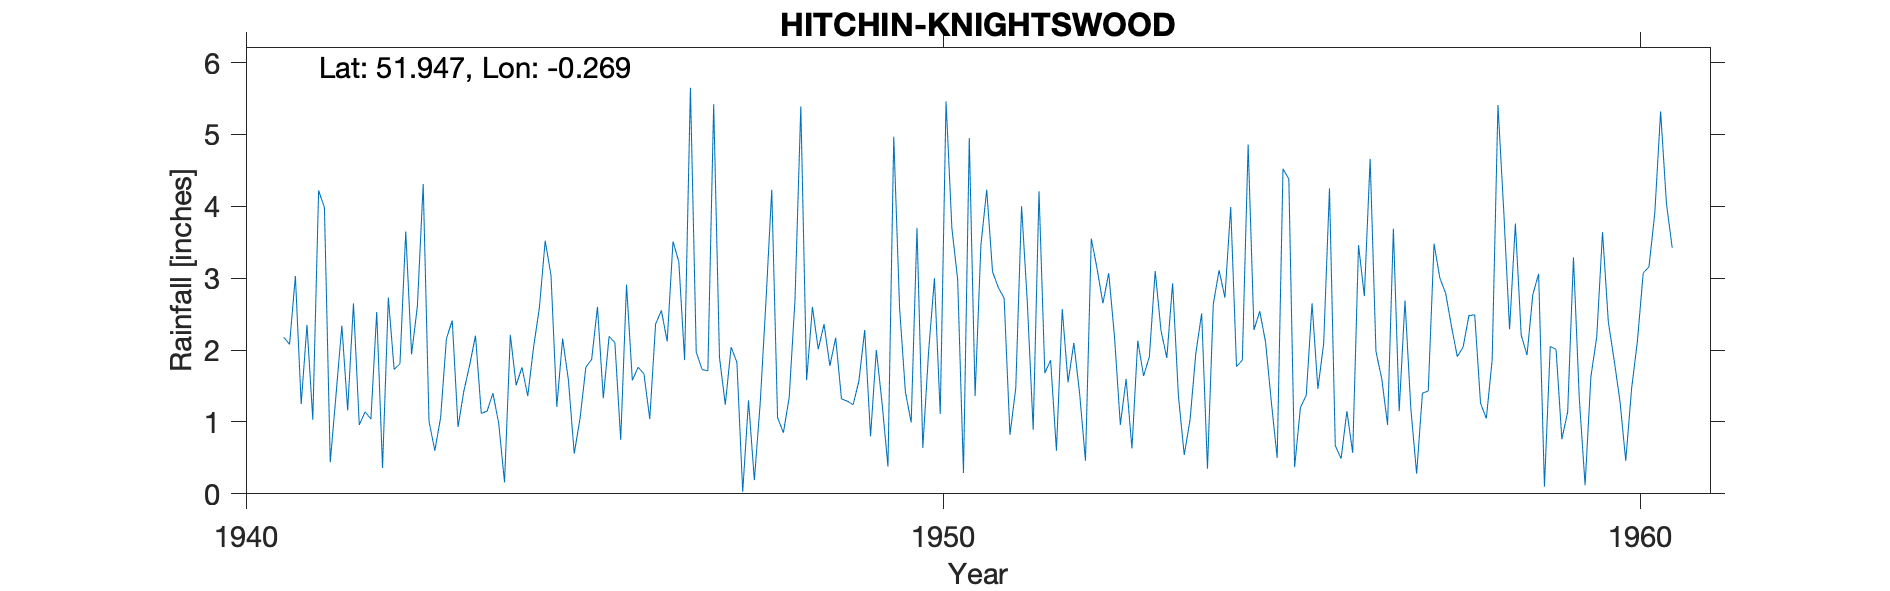 HITCHIN-KNIGHTSWOOD
Lat: 51.947, Lon: -0.269
Rainfall [inches]
6
5
4
3
2
1
0
1940 1950 1960
Year